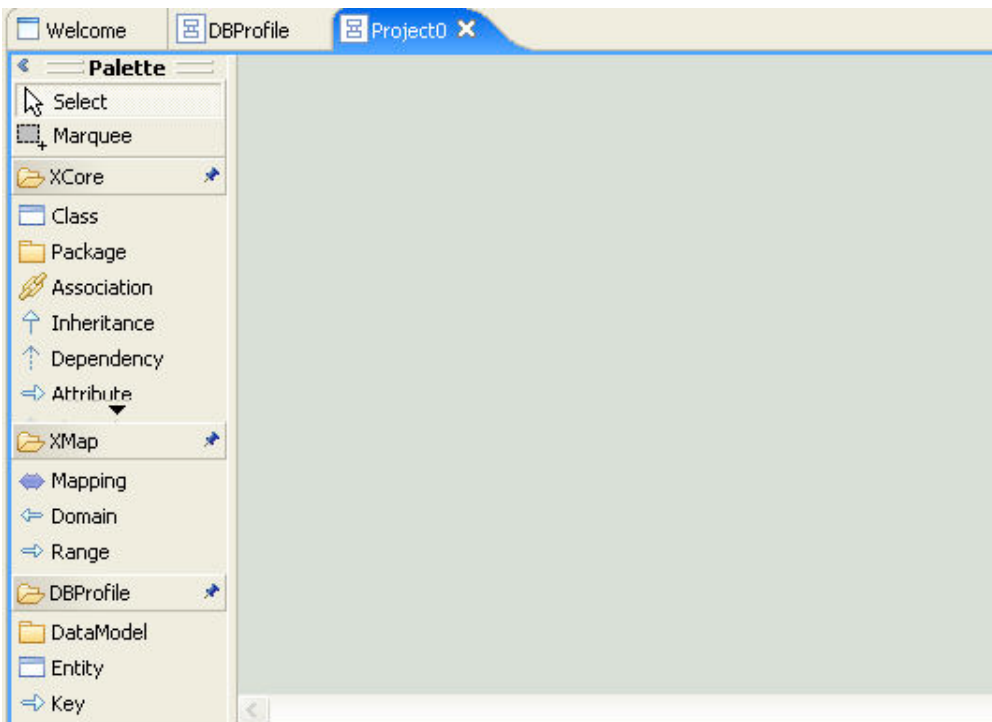 Welcome DBProfile Project0
Palette
Select
Marquee
XCore
Class
Package
Association
Inheritance
Dependency
Attribute
XMap
Mapping
Domain
Range
DBProfile
DataModel
Entity
Key